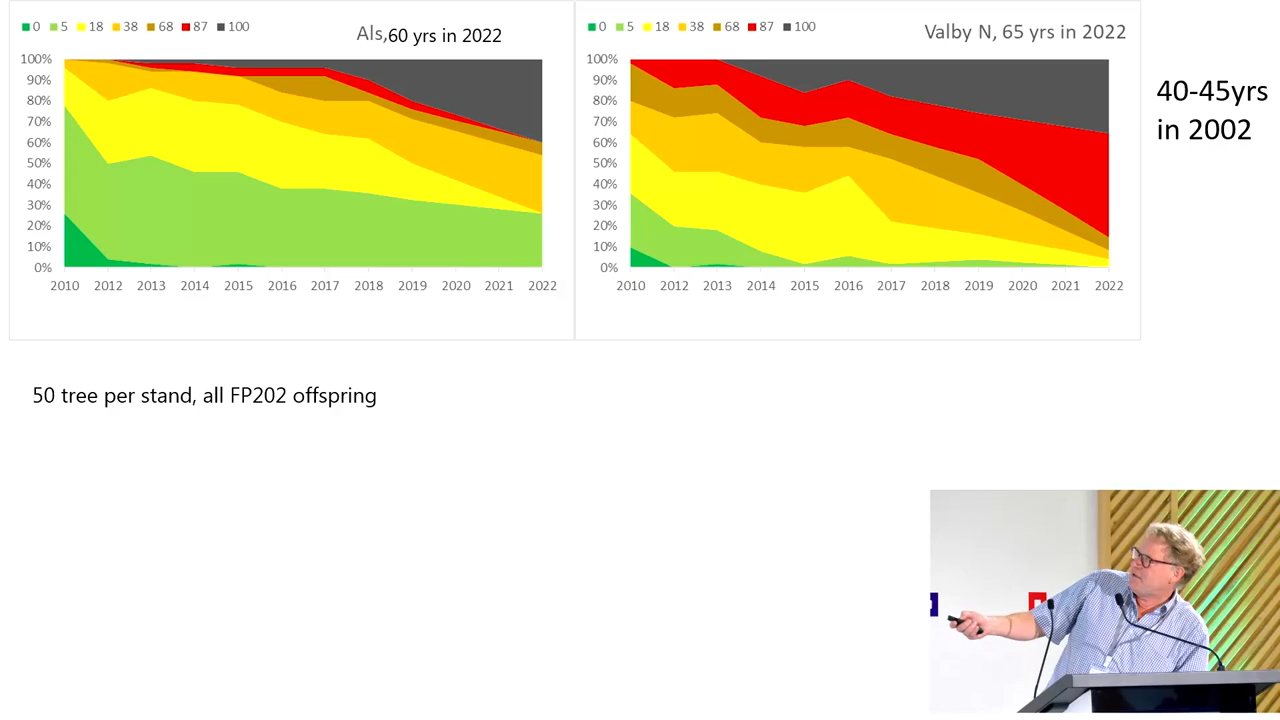 0 5 18 38 68 87 100
Als,60 yrs in 2022
100%
90%
80%
70%
60%
50%
40%
30%
20%
10%
0%
2010 2012 2013 2014 2015 2016 2017 2018 2019 2020 2021 2022
0 5 18 38 68 87 100
Valby N, 65 yrs in 2022
100%
90%
80%
70%
60%
50%
40%
30%
20%
10%
0%
2010 2012 2013 2014 2015 2016 2017 2018 2019 2020 2021 2022
40-45yrs
in 2002
50 tree per stand, all FP202 offspring